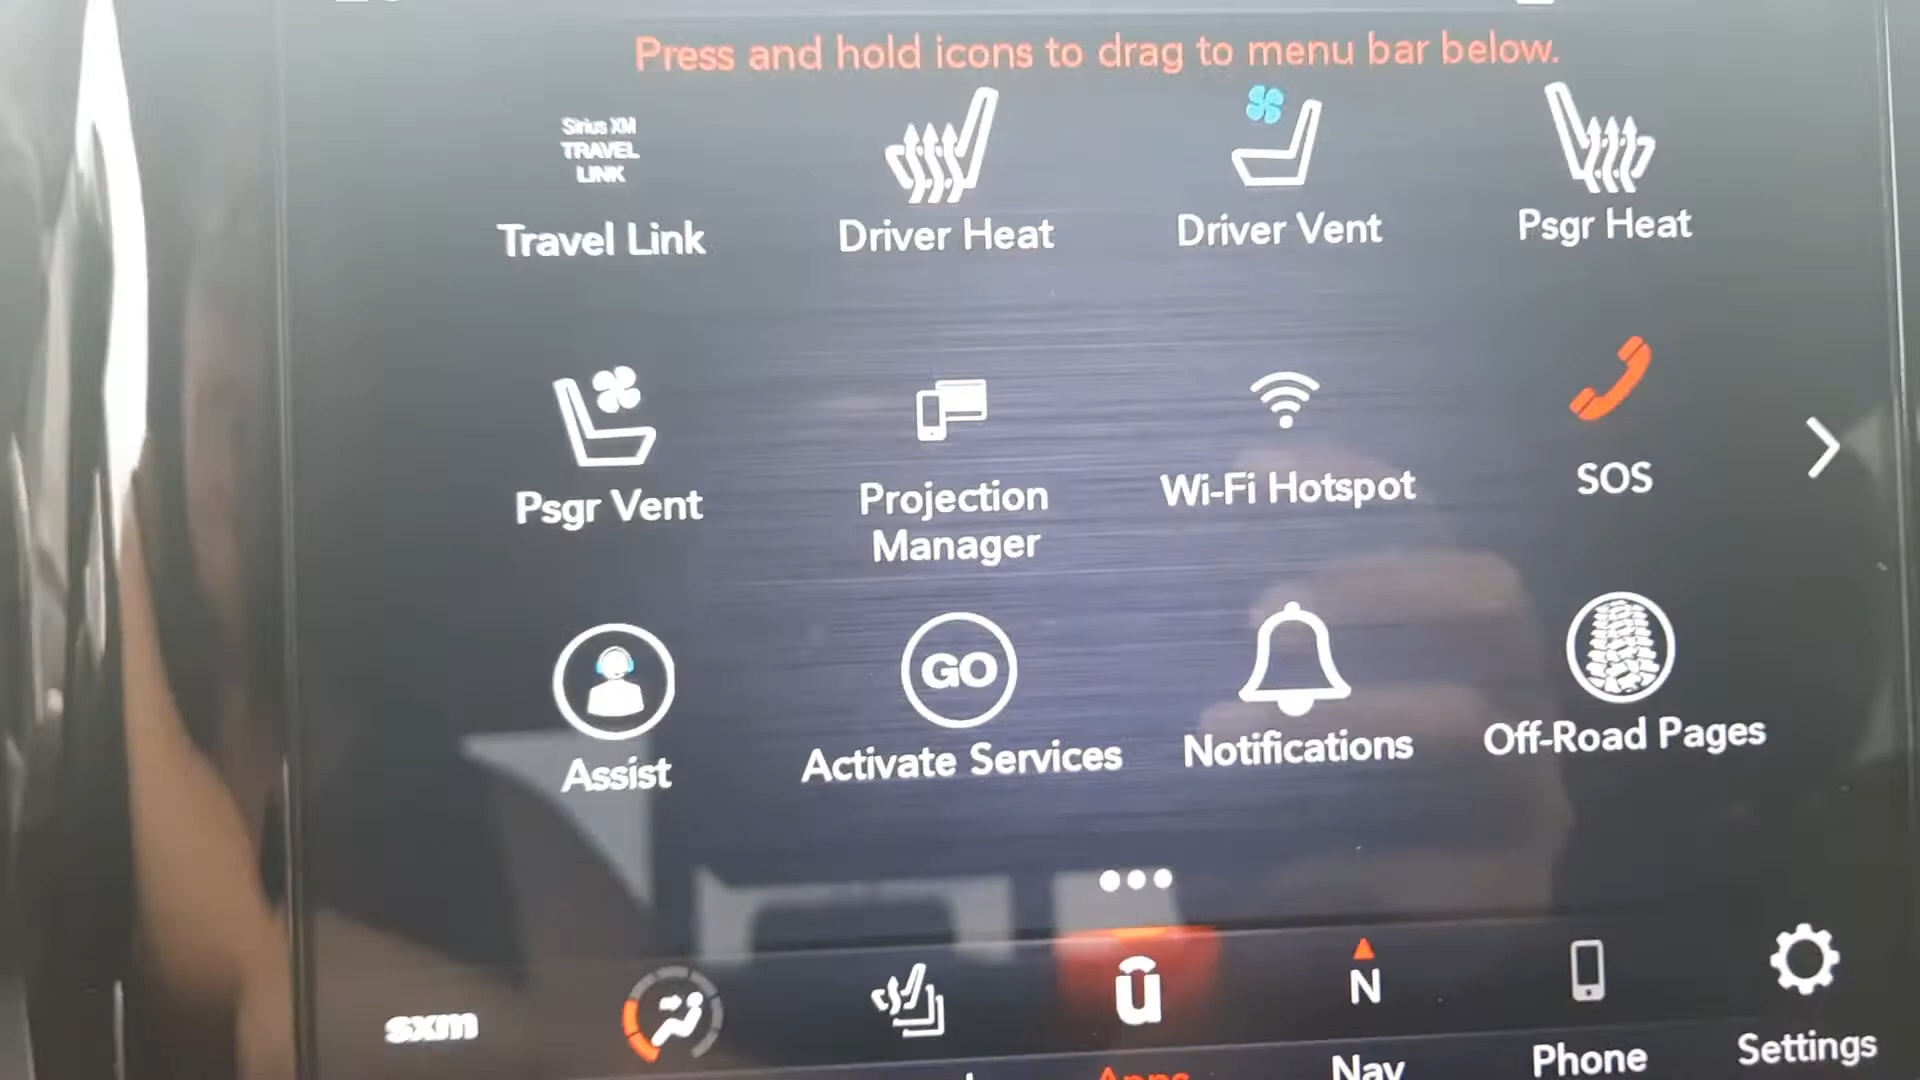 Press and hold icons to drag to menu bar below.
Sirius XM
TRAVEL
LINK
Travel Link
Driver Heat
Driver Vent
Psgr Heat
Psgr Vent
Projection
Manager
Wi-Fi Hotspot
SOS
Assist
GO
Activate Services
Notifications
Off-Road Pages
sxm
u
Apps
N
Nav
Phone
Settings